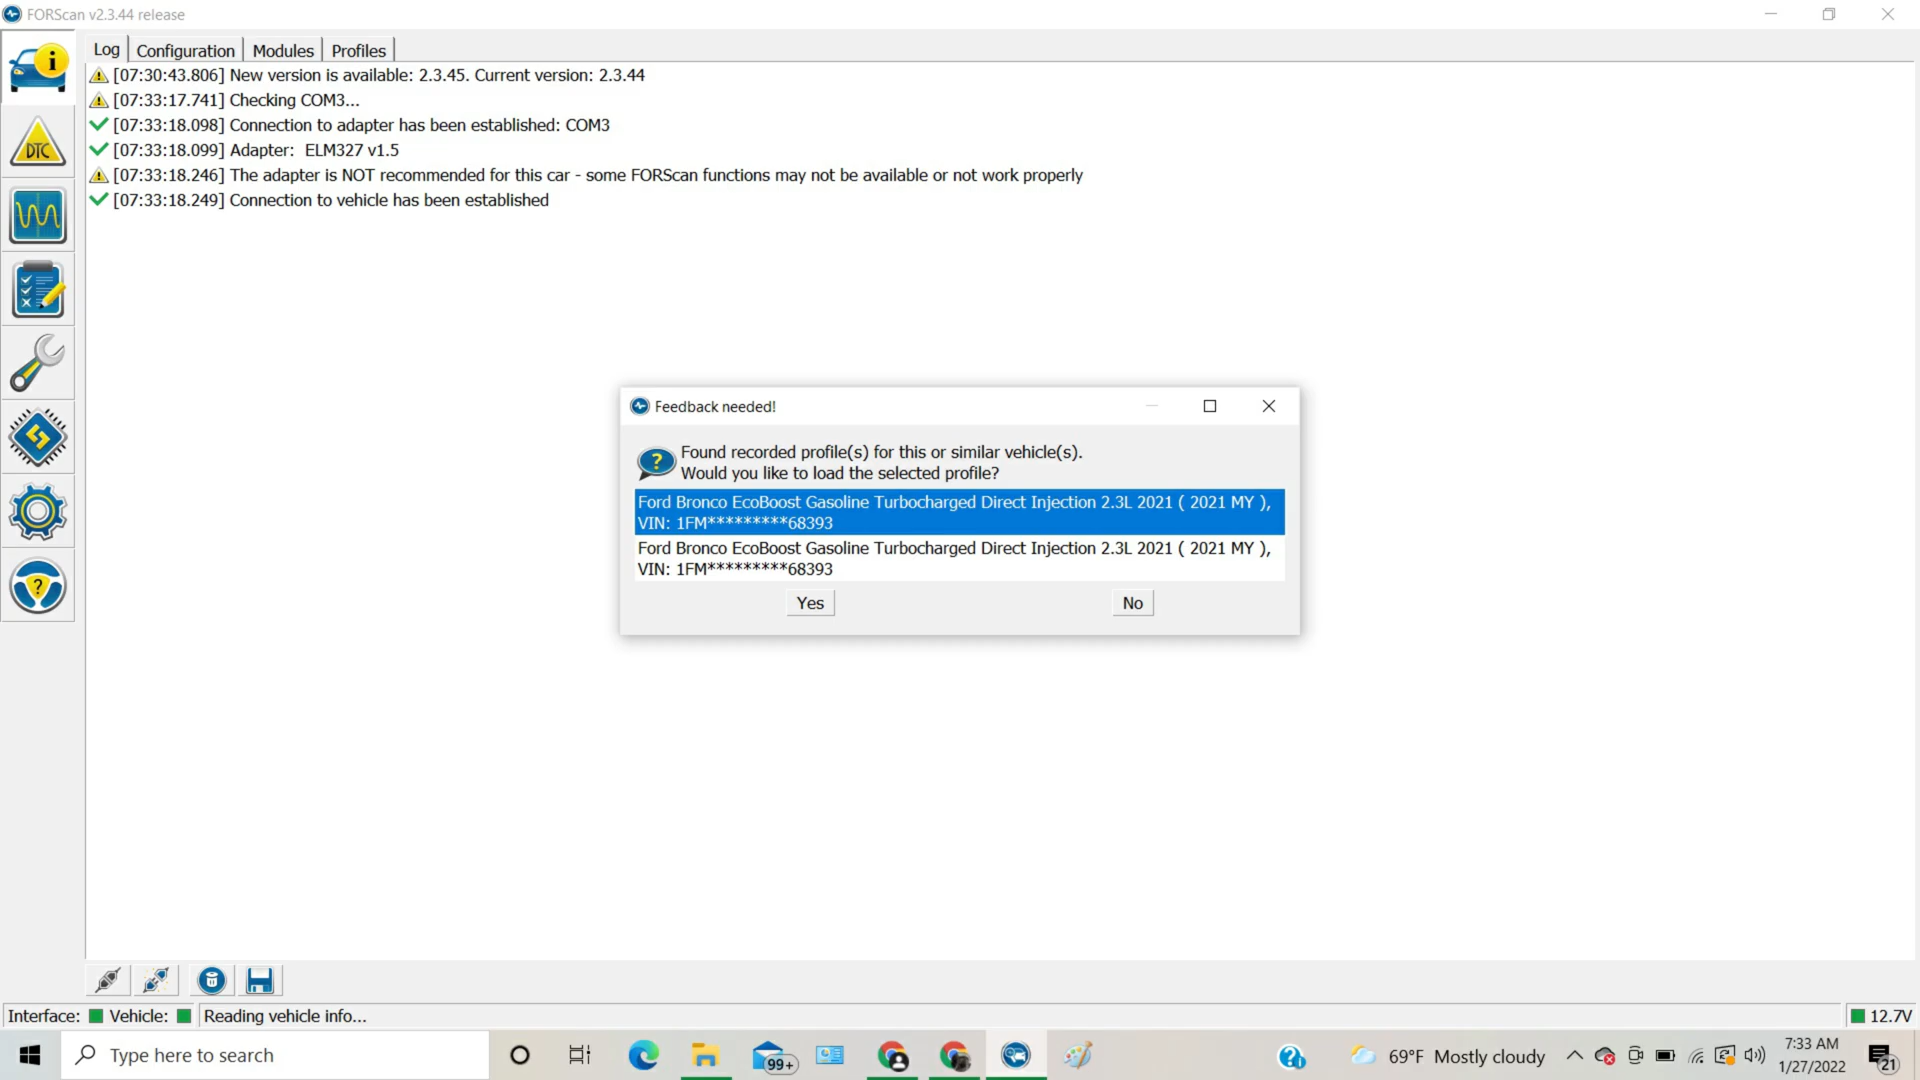 FORScan v2.3.44 release
i
Log
Configuration
Modules
Profiles
[07:30:43.806] New version is available: 2.3.45. Current version: 2.3.44
[07:33:17.741] Checking COM3...
[07:33:18.098] Connection to adapter has been established: COM3
DTC
[07:33:18.099] Adapter: ELM327 v1.5
[07:33:18.246] The adapter is NOT recommended for this car - some FORScan functions may not be available or not work properly
[07:33:18.249] Connection to vehicle has been established
Feedback needed!
?
Found recorded profile(s) for this or similar vehicle(s).
Would you like to load the selected profile?
Ford Bronco EcoBoost Gasoline Turbocharged Direct Injection 2.3L 2021 ( 2021 MY ),
VIN: 1FM*********68393
Ford Bronco EcoBoost Gasoline Turbocharged Direct Injection 2.3L 2021 ( 2021 MY ),
VIN: 1FM*********68393
Yes
No
?
Interface: Vehicle: Reading vehicle info...
12.7V
Type here to search
99+
?
69°F Mostly cloudy
7:33 AM
1/27/2022
21